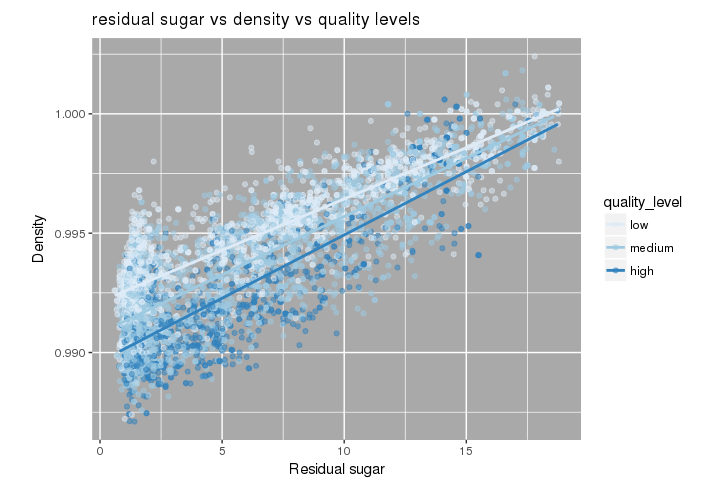 residual sugar vs density vs quality levels
1.000
0.995
0.990
Density
0
5
10
15
Residual sugar
quality_level
low
medium
high